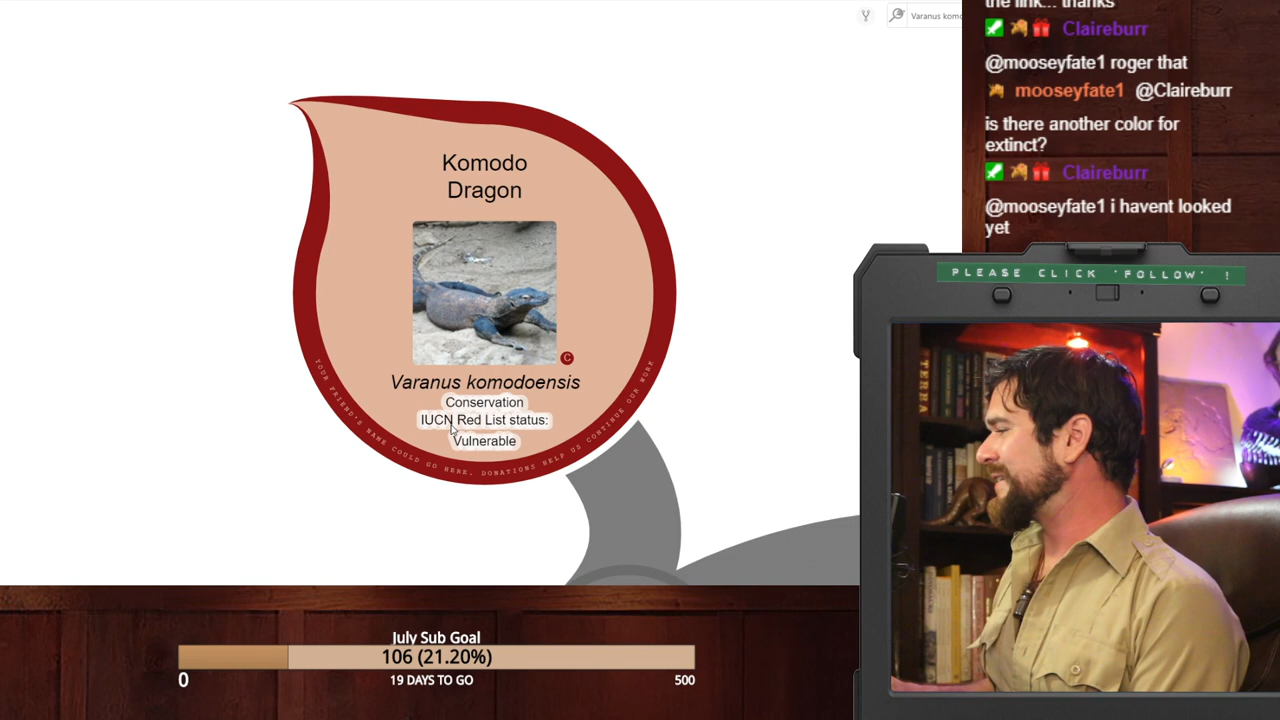 Varanus komo
Komodo
Dragon
C
Varanus komodoensis
Conservation
IUCN Red List status:
Vulnerable
YOUR FRIEND'S NAME COULD GO HERE. DONATIONS HELP US CONTINUE OUR WORK
the link... thanks
Claireburr
@mooseyfate1 roger that
mooseyfate1 @Claireburr
is there another color for
extinct?
Claireburr
@mooseyfate1 i havent looked
yet
PLEASE CLICK 'FOLLOW' !
TERRA
July Sub Goal
106 (21.20%)
0
19 DAYS TO GO
500